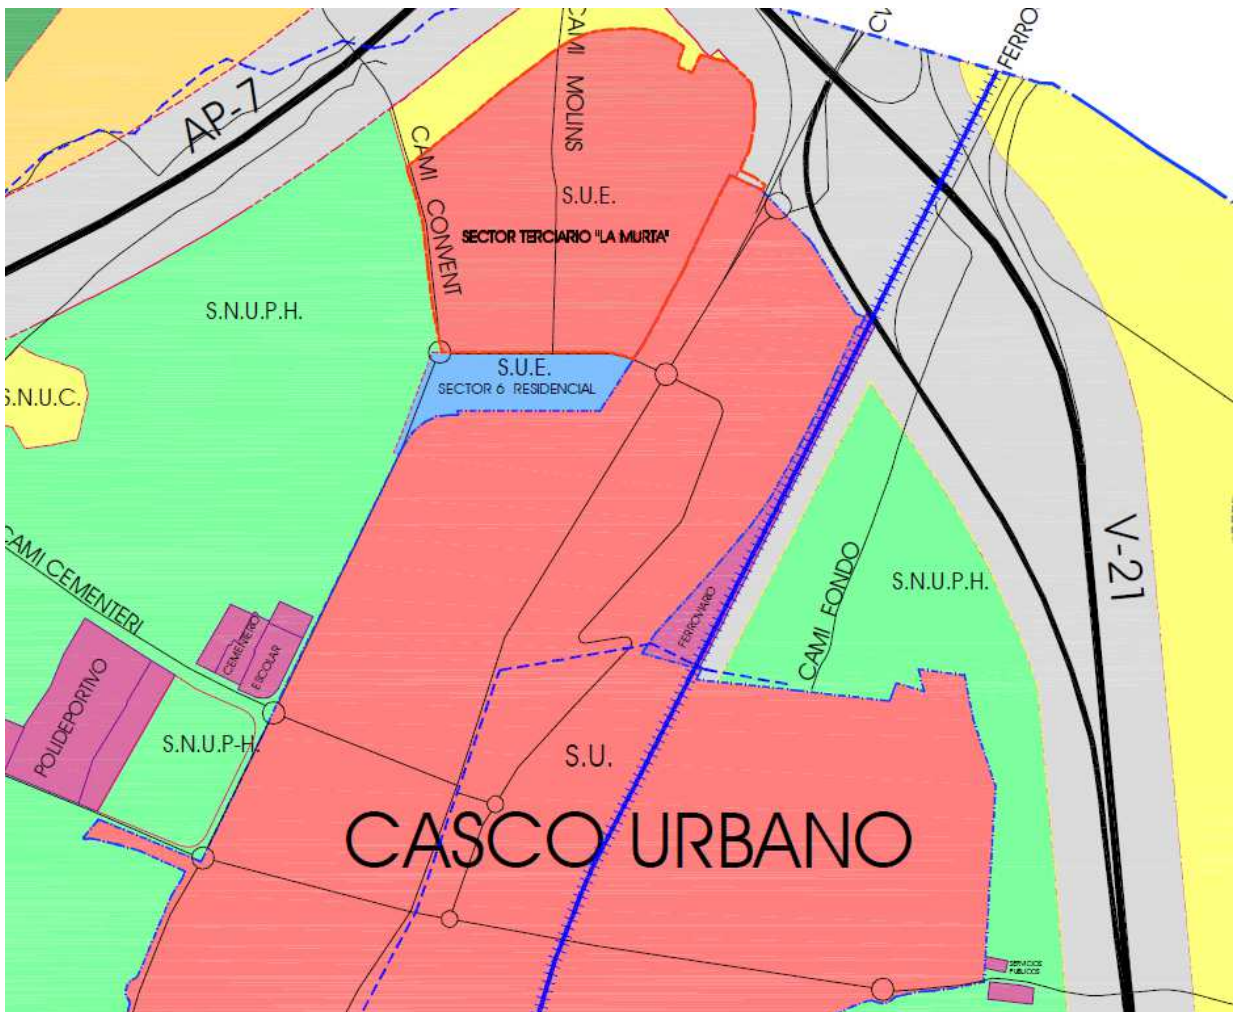 AP-7
CAMI MOLINS
CV
FERRO
CAMI CONVENT
S.U.E.
SECTOR TERCIARIO "LA MURTA"
S.N.U.P.H.
S.U.E.
SECTOR 6 RESIDENCIAL
S.N.U.C.
CAMI CEMENTERI
V-21
CAMI FONDO
S.N.U.P.H.
FERROVIARIO
CEMENTERIO
ESCOLAR
POLIDEPORTIVO
S.N.U.P-H.
S.U.
CASCO URBANO
SERVICIOS
PUBLICOS